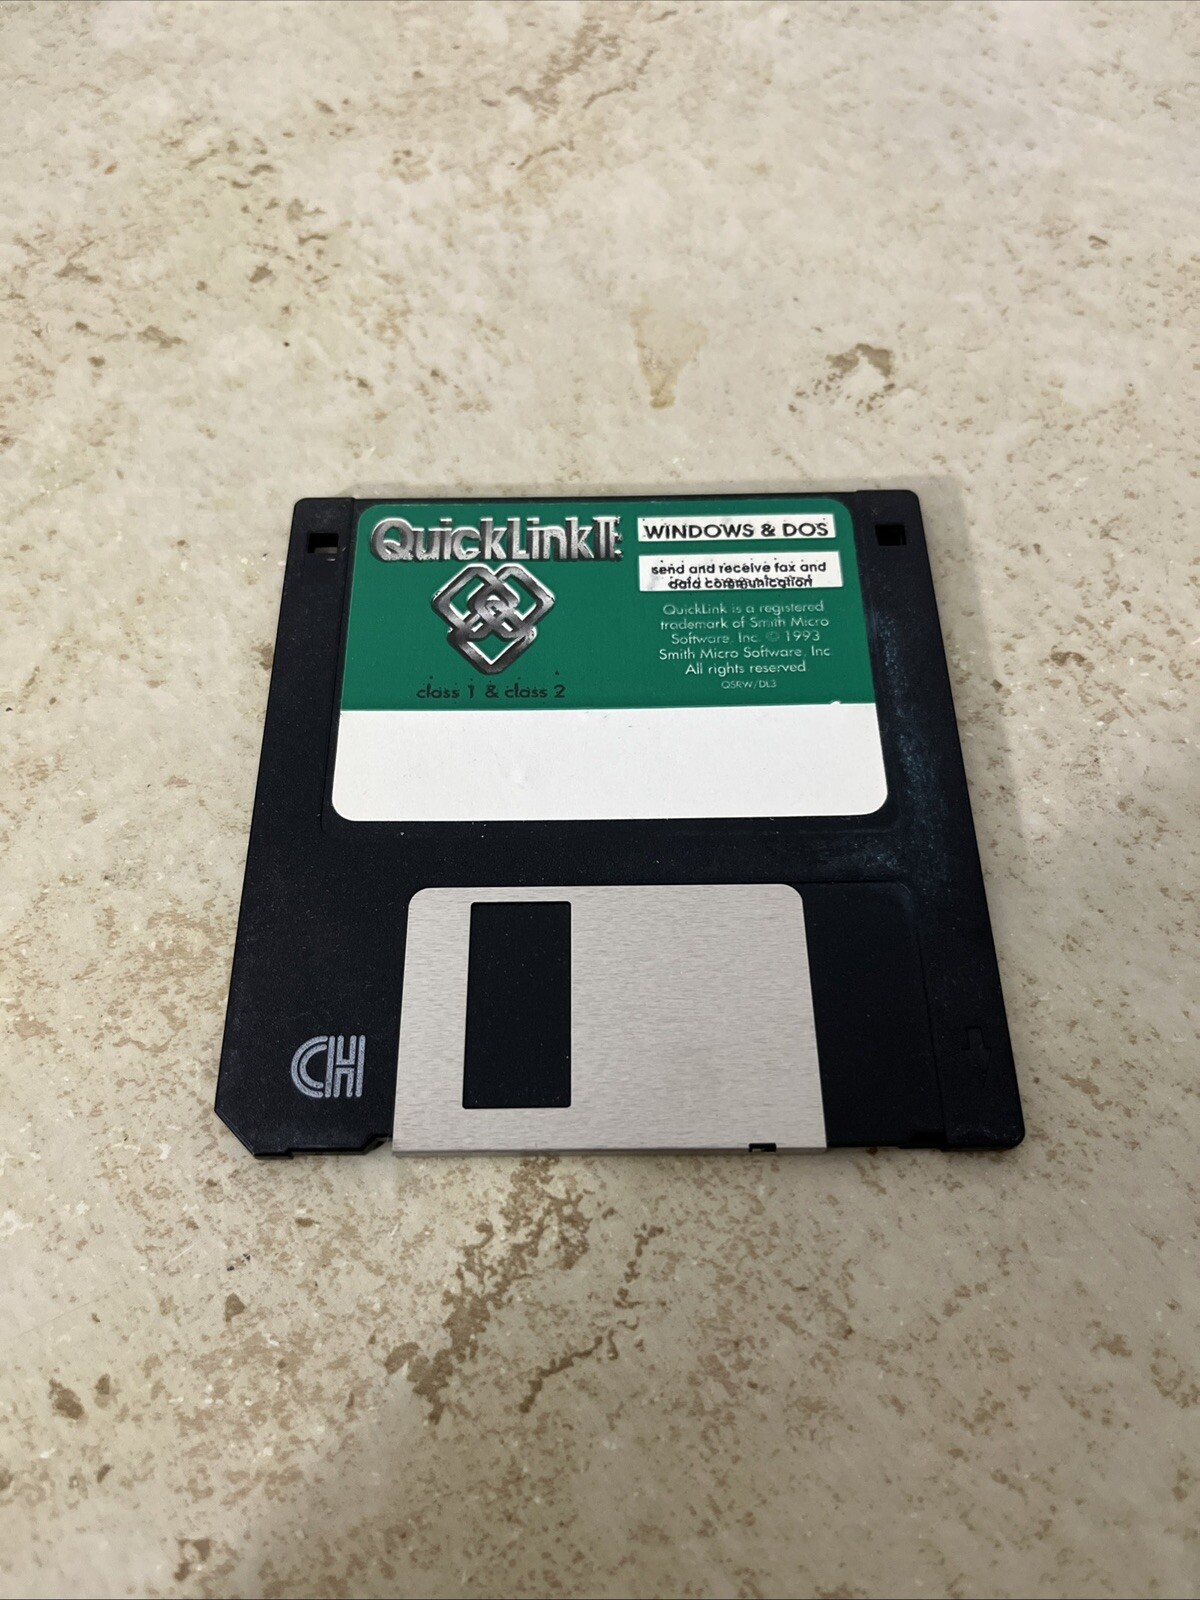 QuickLink II
WINDOWS & DOS
send and receive fax and
data communication
QuickLink is a registered
trademark of Smith Micro
Software, Inc. © 1993
Smith Micro Software, Inc
All rights reserved
QSRW/DL3
class 1 & class 2
CH